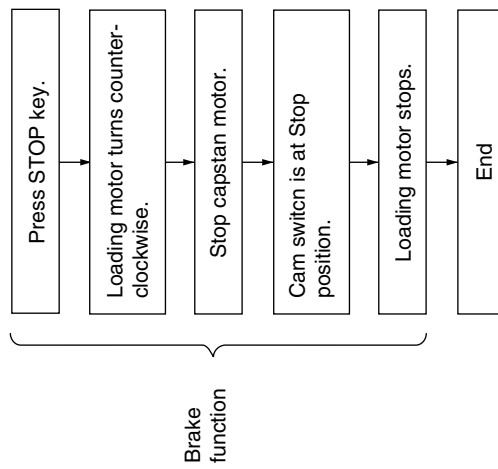 Press STOP key.
Loading motor turns counter-
clockwise.
Stop capstan motor.
Cam switcn is at Stop
position.
Loading motor stops.
End
Brake
function